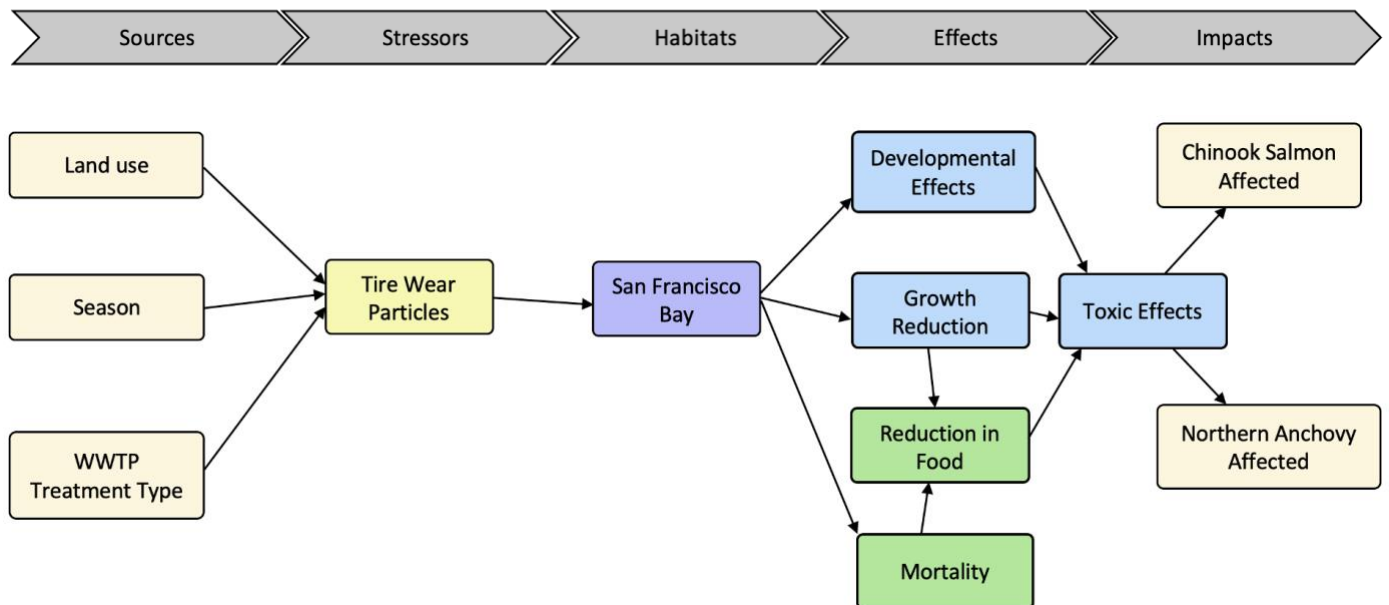 Sources
Stressors
Habitats
Effects
Impacts
Land use
Season
WWTP
Treatment Type
Tire Wear
Particles
San Francisco
Bay
Developmental
Effects
Growth
Reduction
Reduction in
Food
Mortality
Toxic Effects
Chinook Salmon
Affected
Northern Anchovy
Affected